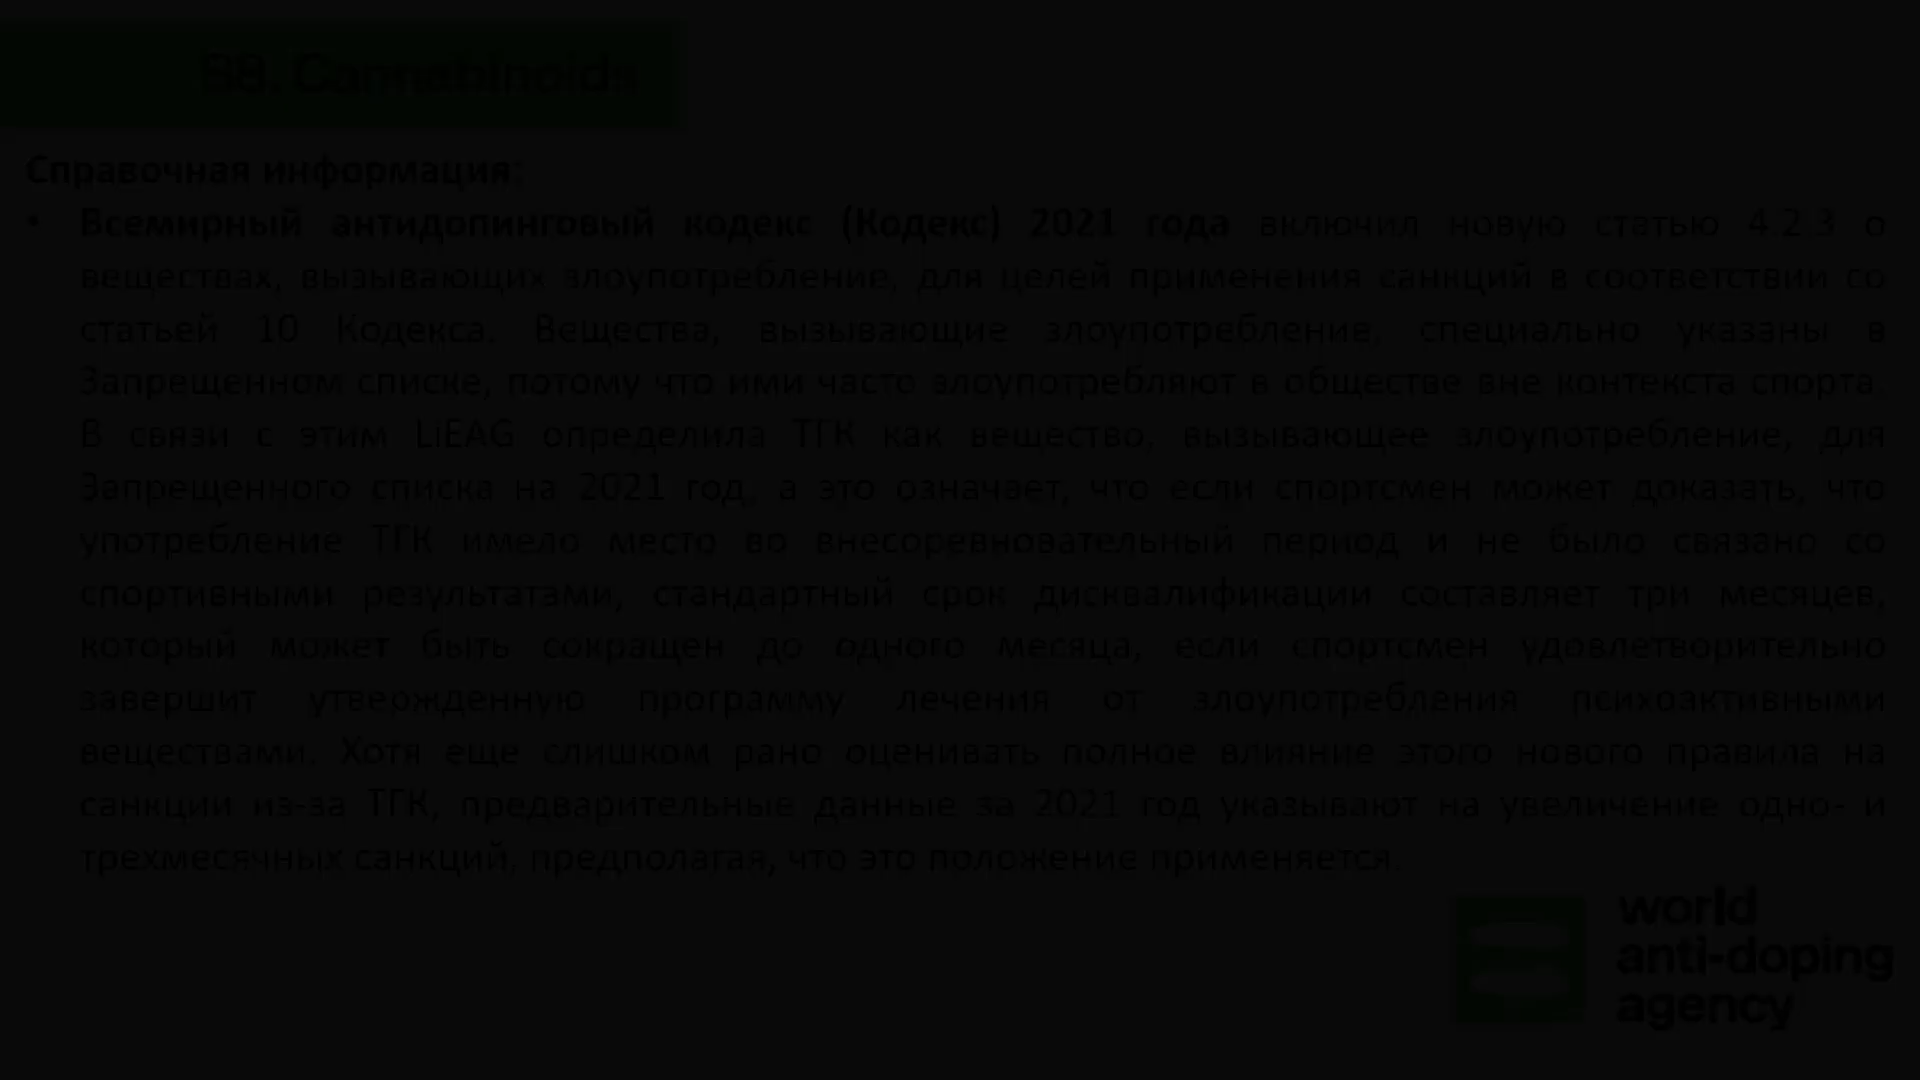 S8. Cannabinoids
Справочная информация:
• Всемирный антидопинговый кодекс (Кодекс) 2021 года включил новую статью 4.2.3 о
веществах, вызывающих злоупотребление, для целей применения санкций в соответствии со
статьей 10 Кодекса. Вещества, вызывающие злоупотребление, специально указаны в
Запрещенном списке, потому что ими часто злоупотребляют в обществе вне контекста спорта.
В связи с этим LiEAG определила ТГК как вещество, вызывающее злоупотребление, для
Запрещенного списка на 2021 год, а это означает, что если спортсмен может доказать, что
употребление ТГК имело место во внесоревновательный период и не было связано со
спортивными результатами, стандартный срок дисквалификации составляет три месяцев,
который может быть сокращен до одного месяца, если спортсмен удовлетворительно
завершит утвержденную программу лечения от злоупотребления психоактивными
веществами. Хотя еще слишком рано оценивать полное влияние этого нового правила на
санкции из-за ТГК, предварительные данные за 2021 год указывают на увеличение одно- и
трехмесячных санкций, предполагая, что это положение применяется.
world
anti-doping
agency